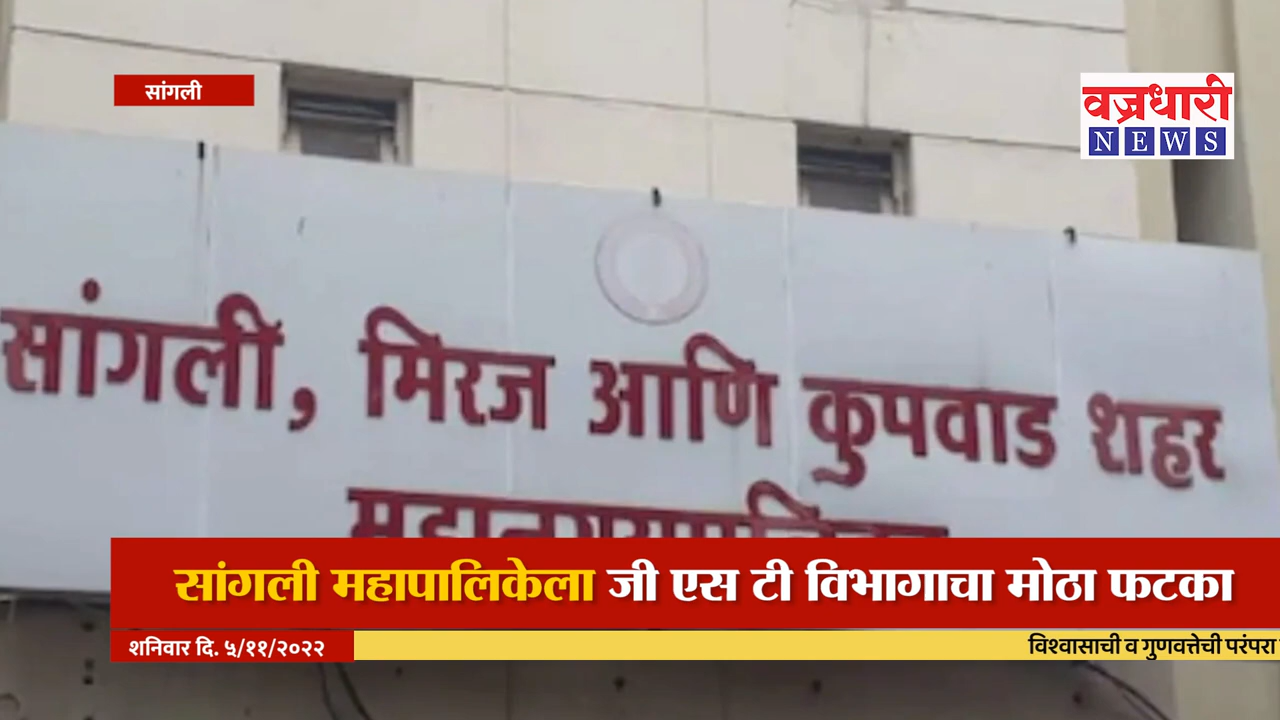 सांगली
वज्रधारी
NEWS
सांगली, मिरज आणि कुपवाड शहर
सांगली महापालिकेला जी एस टी विभागाचा मोठा फटका
शनिवार दि. ५/११/२०२२
विश्वासाची व गुणवत्तेची परंपरा